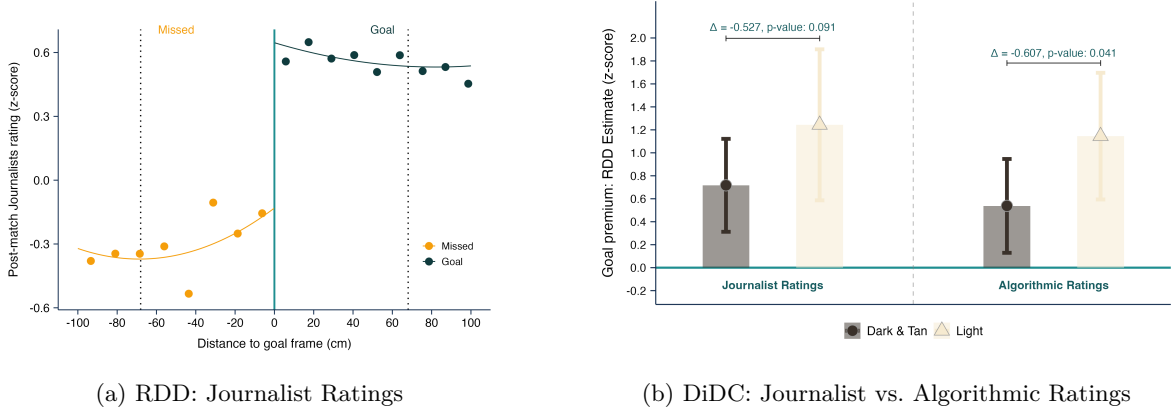 Missed
Goal
Post-match Journalists rating (z-score)
0.6
0.3
0.0
-0.3
-0.6
Missed
Goal
-100 -80 -60 -40 -20 0 20 40 60 80 100
Distance to goal frame (cm)
(a) RDD: Journalist Ratings
Goal premium: RDD Estimate (z-score)
2.0
1.8
1.6
1.4
1.2
1.0
0.8
0.6
0.4
0.2
0.0
-0.2
Δ = -0.527, p-value: 0.091
Δ = -0.607, p-value: 0.041
Journalist Ratings
Algorithmic Ratings
Dark & Tan
Light
(b) DiDC: Journalist vs. Algorithmic Ratings